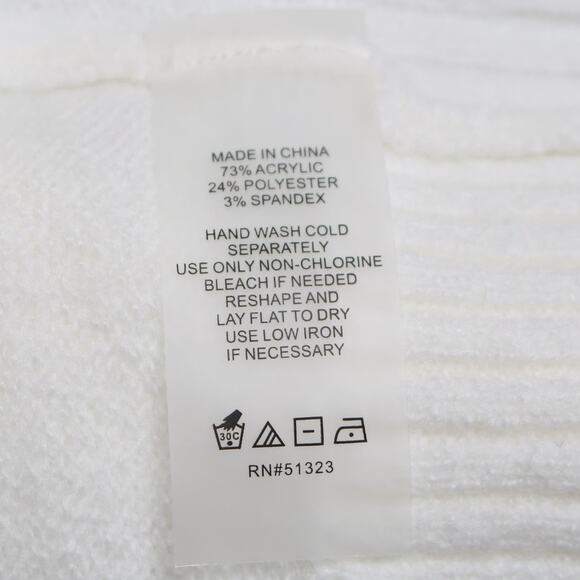 MADE IN CHINA
73% ACRYLIC
24% POLYESTER
3% SPANDEX
HAND WASH COLD
SEPARATELY
USE ONLY NON-CHLORINE
BLEACH IF NEEDED
RESHAPE AND
LAY FLAT TO DRY
USE LOW IRON
IF NECESSARY
30C
RN#51323